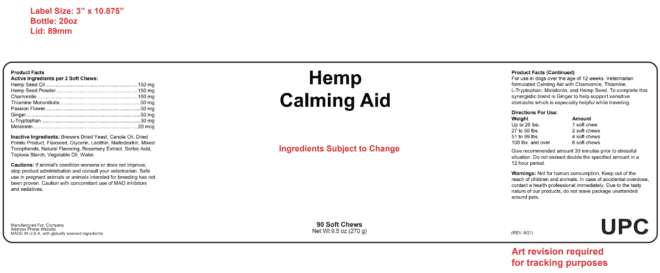 Label Size: 3" x 10.875"
Bottle: 20oz
Lid: 89mm
Product Facts
Active Ingredients per 2 Soft Chews:
Hemp Seed Oil 150 mg
Hemp Seed Powder 150 mg
Chamomile 100 mg
Thiamine Mononitrate 50 mg
Passion Flower 50 mg
Ginger 50 mg
L-Tryptophan 30 mg
Melatonin 20 mcg
Inactive Ingredients: Brewers Dried Yeast, Canola Oil, Dried
Potato Product, Flaxseed, Glycerin, Lecithin, Maltodextrin, Mixed
Tocopherols, Natural Flavoring, Rosemary Extract, Sorbic Acid,
Tapioca Starch, Vegetable Oil, Water.
Cautions: If animal's condition worsens or does not improve,
stop product administration and consult your veterinarian. Safe
use in pregnant animals or animals intended for breeding has not
been proven. Caution with concomitant use of MAO inhibitors
and sedatives.
Manufactured For: Company
Address Phone Website
MADE IN U.S.A. with globally sourced ingredients
Hemp
Calming Aid
Ingredients Subject to Change
90 Soft Chews
Net Wt 9.5 oz (270 g)
Product Facts (Continued)
For use in dogs over the age of 12 weeks. Veterinarian
formulated Calming Aid with Chamomile, Thiamine,
L-Tryptophan, Melatonin, and Hemp Seed. To complete this
synergistic blend is Ginger to help support sensitive
stomachs which is especially helpful while traveling.
Directions For Use:
Weight Amount
Up to 26 lbs. 1 soft chew
27 to 50 lbs. 2 soft chews
51 to 99 lbs. 4 soft chews
100 lbs. and over 6 soft chews
Give recommended amount 30 minutes prior to stressful
situation. Do not exceed double the specified amount in a
12 hour period.
Warnings: Not for human consumption. Keep out of the
reach of children and animals. In case of accidental overdose,
contact a health professional immediately. Due to the tasty
nature of our products, do not leave package unattended
around pets.
(REV. 8/21)
UPC
Art revision required
for tracking purposes